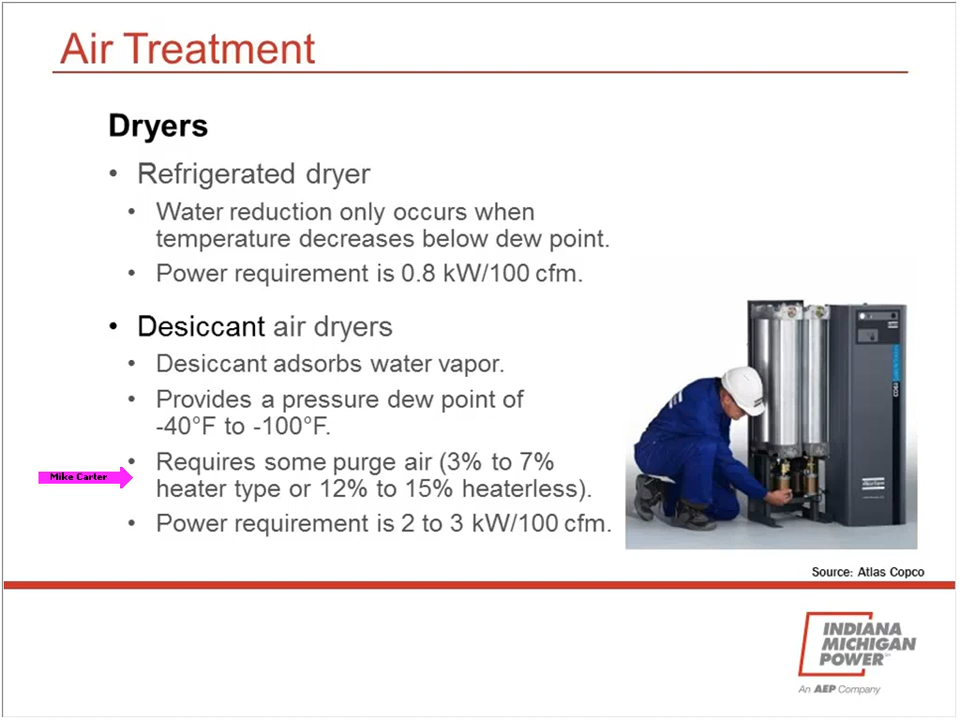 Air Treatment
Dryers
• Refrigerated dryer
• Water reduction only occurs when
temperature decreases below dew point.
• Power requirement is 0.8 kW/100 cfm.
• Desiccant air dryers
• Desiccant adsorbs water vapor.
• Provides a pressure dew point of
-40°F to -100°F.
Mike Carter
• Requires some purge air (3% to 7%
heater type or 12% to 15% heaterless).
• Power requirement is 2 to 3 kW/100 cfm.
Source: Atlas Copco
INDIANA
MICHIGAN
POWER
An AEP Company